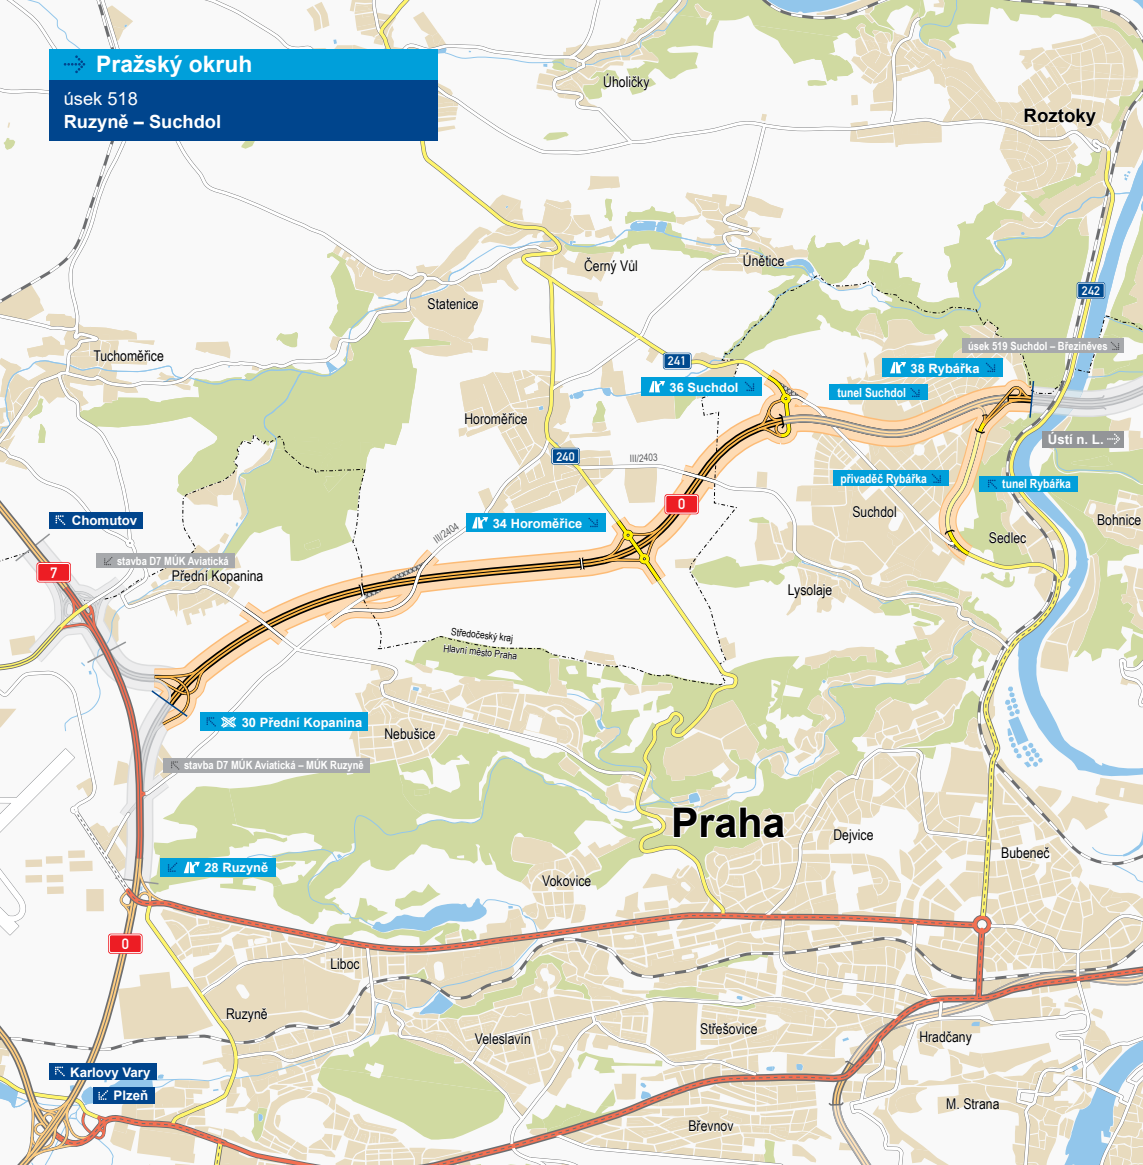 Pražský okruh
úsek 518
Ruzyně – Suchdol
Úholičky
Roztoky
Černý Vůl
Únětice
242
Statenice
úsek 519 Suchdol – Březiněves
Tuchoměřice
241
38 Rybářka
36 Suchdol
tunel Suchdol
Horoměřice
240
III/2403
Ústí n. L.
přivaděč Rybářka
tunel Rybářka
0
Suchdol
Chomutov
34 Horoměřice
III/2404
Bohnice
Sedlec
stavba D7 MÚK Aviatická
7
Přední Kopanina
Lysolaje
Středočeský kraj
Hlavní město Praha
30 Přední Kopanina
Nebušice
stavba D7 MÚK Aviatická – MÚK Ruzyně
Praha
Dejvice
Bubeneč
28 Ruzyně
Vokovice
0
Liboc
Ruzyně
Veleslavín
Střešovice
Hradčany
Karlovy Vary
Plzeň
M. Strana
Břevnov